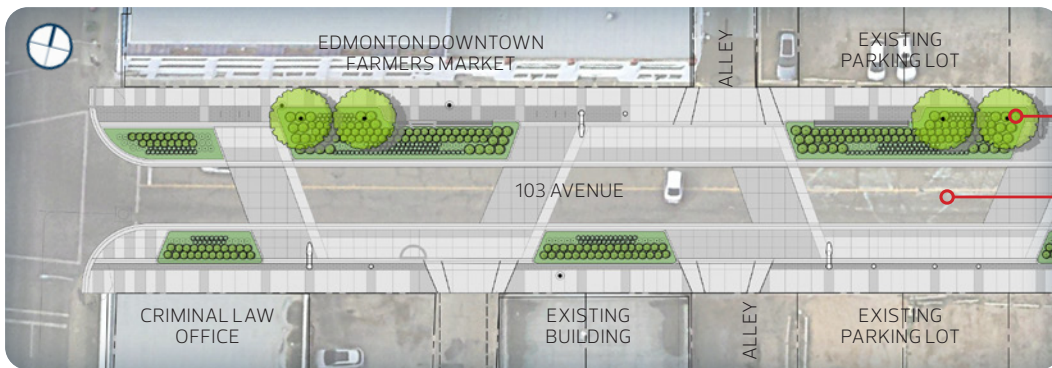 EDMONTON DOWNTOWN
FARMERS MARKET
ALLEY
EXISTING
PARKING LOT
103 AVENUE
CRIMINAL LAW
OFFICE
EXISTING
BUILDING
ALLEY
EXISTING
PARKING LOT